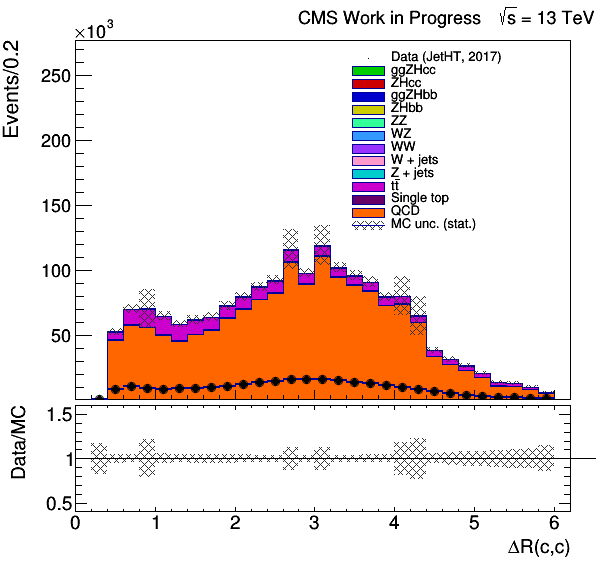 CMS Work in Progress √s = 13 TeV
×10³
Events/0.2
250
200
150
100
50
Data (JetHT, 2017)
ggZHcc
ZHcc
ggZHbb
ZHbb
ZZ
WZ
WW
W + jets
Z + jets
tt̄
Single top
QCD
MC unc. (stat.)
Data/MC
1.5
1
0.5
0 1 2 3 4 5 6
ΔR(c,c)